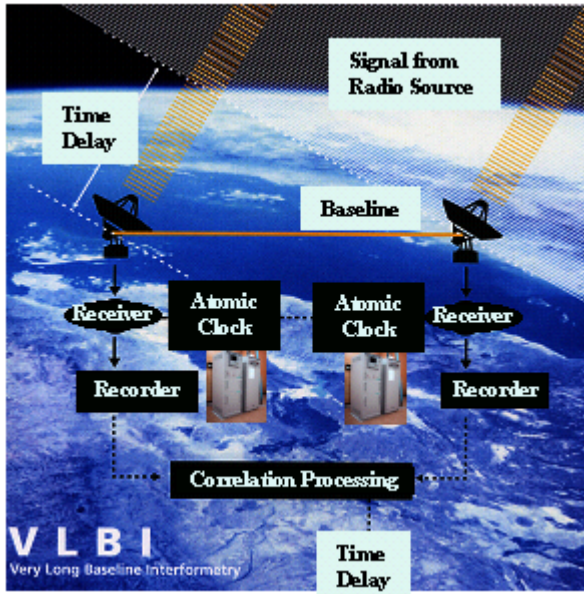 Signal from
Radio Source
Time
Delay
Baseline
Receiver
Atomic
Clock
Atomic
Clock
Receiver
Recorder
Recorder
Correlation Processing
V L B I
Very Long Baseline Interformetry
Time
Delay